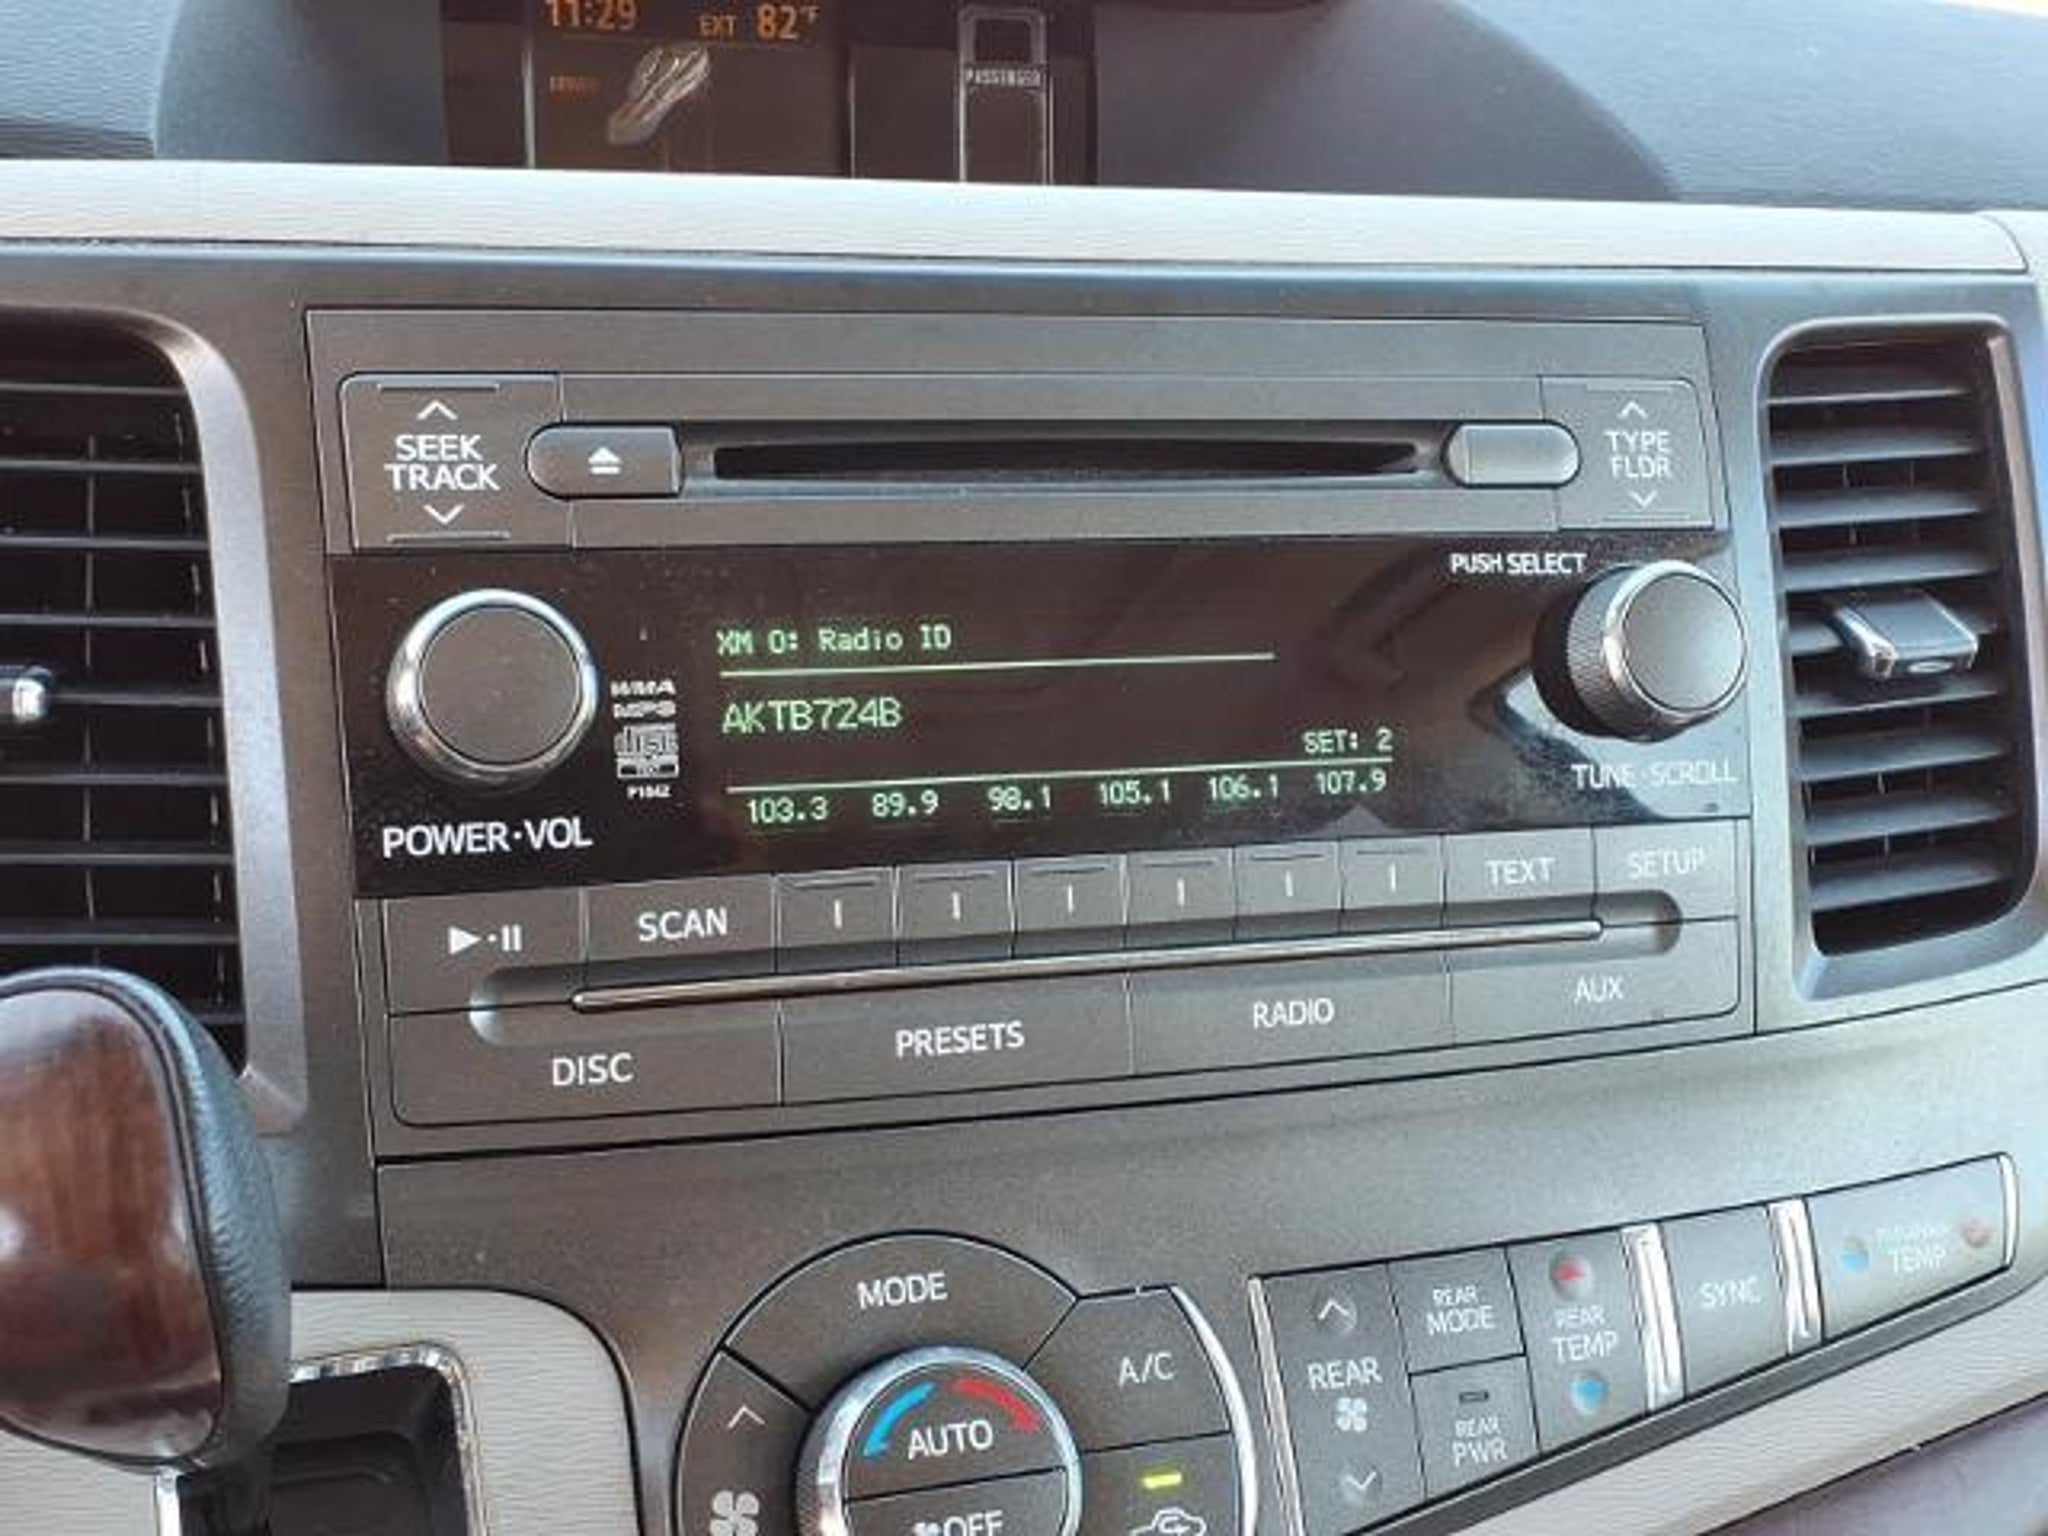 11:29 EXT 82°F
PASSENGER
SEEK
TRACK
TYPE
FLDR
PUSH SELECT
XM 0: Radio ID
WMA
MP3
disc
AKTB724B
SET: 2
103.3 89.9 98.1 105.1 106.1 107.9
POWER·VOL
TUNE·SCROLL
SCAN
TEXT
SETUP
DISC
PRESETS
RADIO
AUX
MODE
A/C
AUTO
OFF
REAR
REAR
MODE
REAR
PWR
REAR
TEMP
SYNC
TEMP